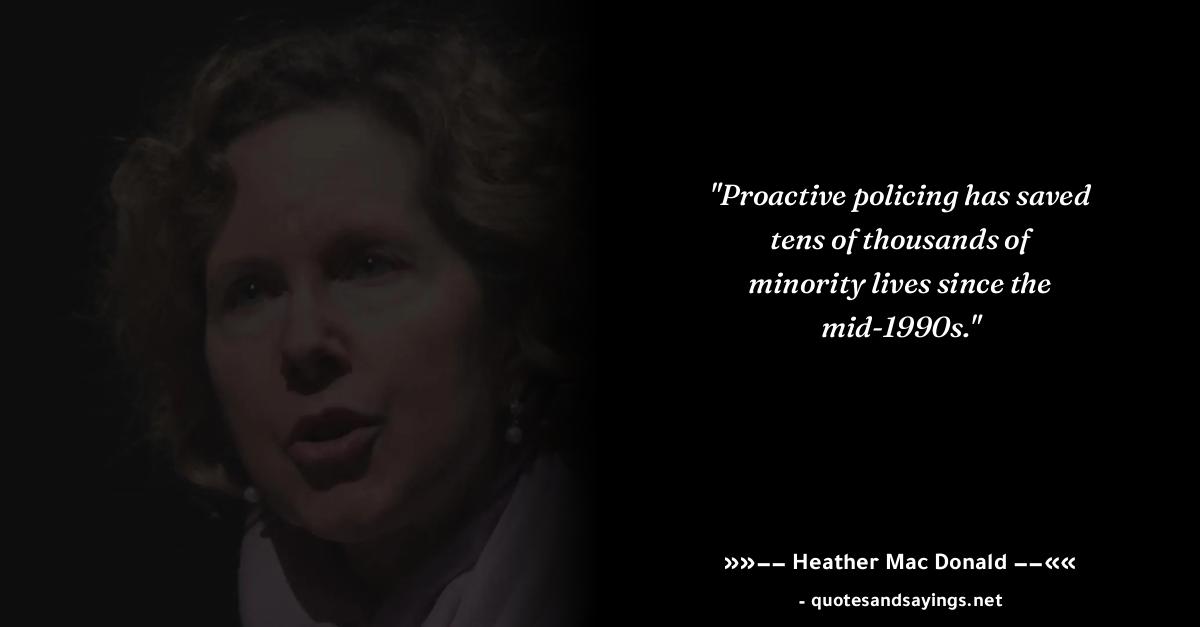 "Proactive policing has saved
tens of thousands of
minority lives since the
mid-1990s."
»»−− Heather Mac Donald −−««
- quotesandsayings.net